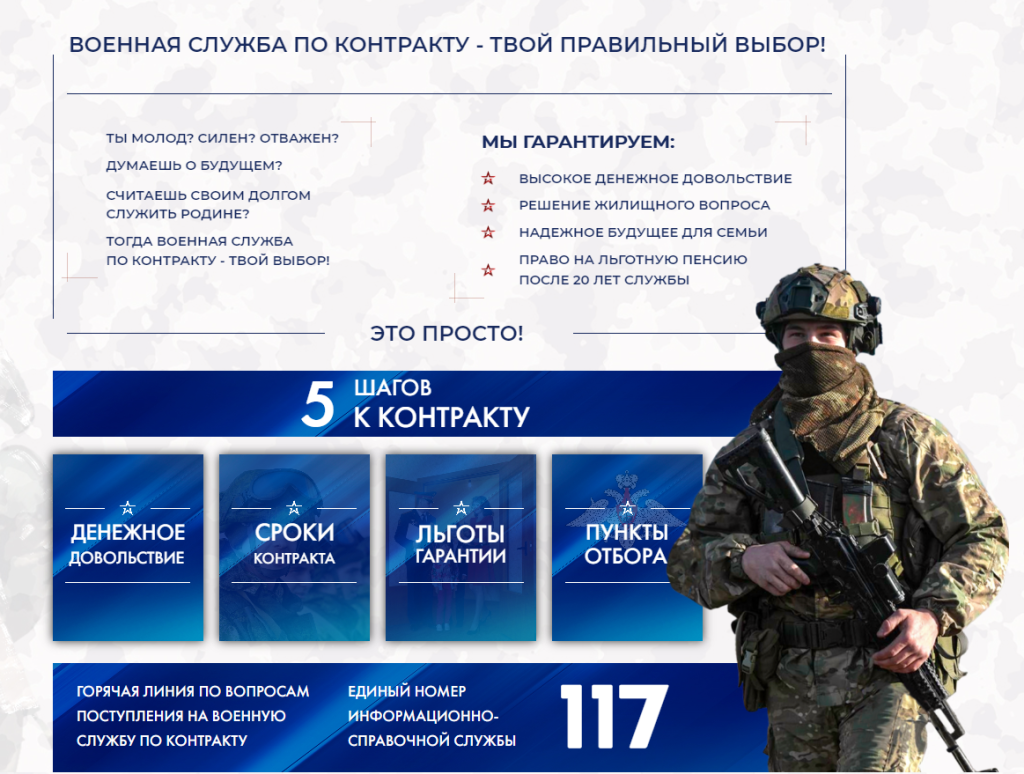 ВОЕННАЯ СЛУЖБА ПО КОНТРАКТУ - ТВОЙ ПРАВИЛЬНЫЙ ВЫБОР!
ТЫ МОЛОД? СИЛЕН? ОТВАЖЕН?
ДУМАЕШЬ О БУДУЩЕМ?
СЧИТАЕШЬ СВОИМ ДОЛГОМ
СЛУЖИТЬ РОДИНЕ?
ТОГДА ВОЕННАЯ СЛУЖБА
ПО КОНТРАКТУ - ТВОЙ ВЫБОР!
МЫ ГАРАНТИРУЕМ:
ВЫСОКОЕ ДЕНЕЖНОЕ ДОВОЛЬСТВИЕ
РЕШЕНИЕ ЖИЛИЩНОГО ВОПРОСА
НАДЕЖНОЕ БУДУЩЕЕ ДЛЯ СЕМЬИ
ПРАВО НА ЛЬГОТНУЮ ПЕНСИЮ
ПОСЛЕ 20 ЛЕТ СЛУЖБЫ
ЭТО ПРОСТО!
5 ШАГОВ
К КОНТРАКТУ
ДЕНЕЖНОЕ
ДОВОЛЬСТВИЕ
СРОКИ
КОНТРАКТА
ЛЬГОТЫ
ГАРАНТИИ
ПУНКТЫ
ОТБОРА
ГОРЯЧАЯ ЛИНИЯ ПО ВОПРОСАМ
ПОСТУПЛЕНИЯ НА ВОЕННУЮ
СЛУЖБУ ПО КОНТРАКТУ
ЕДИНЫЙ НОМЕР
ИНФОРМАЦИОННО-
СПРАВОЧНОЙ СЛУЖБЫ
117